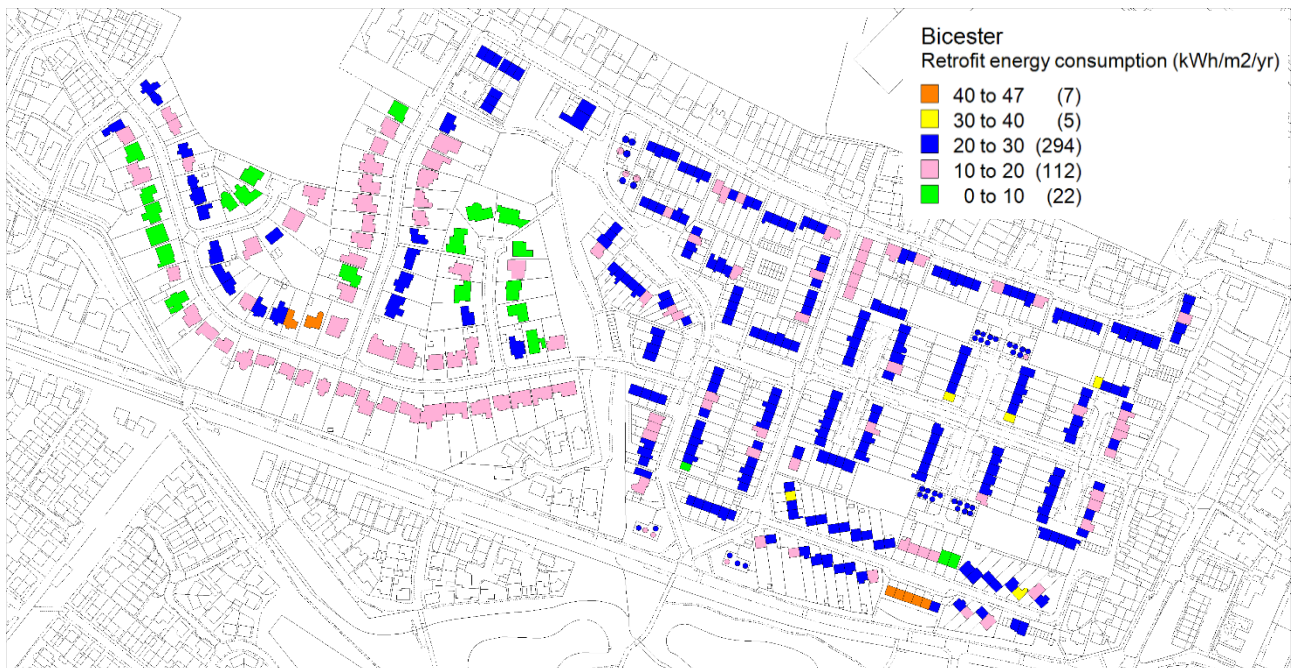 Bicester
Retrofit energy consumption (kWh/m2/yr)
40 to 47 (7)
30 to 40 (5)
20 to 30 (294)
10 to 20 (112)
0 to 10 (22)